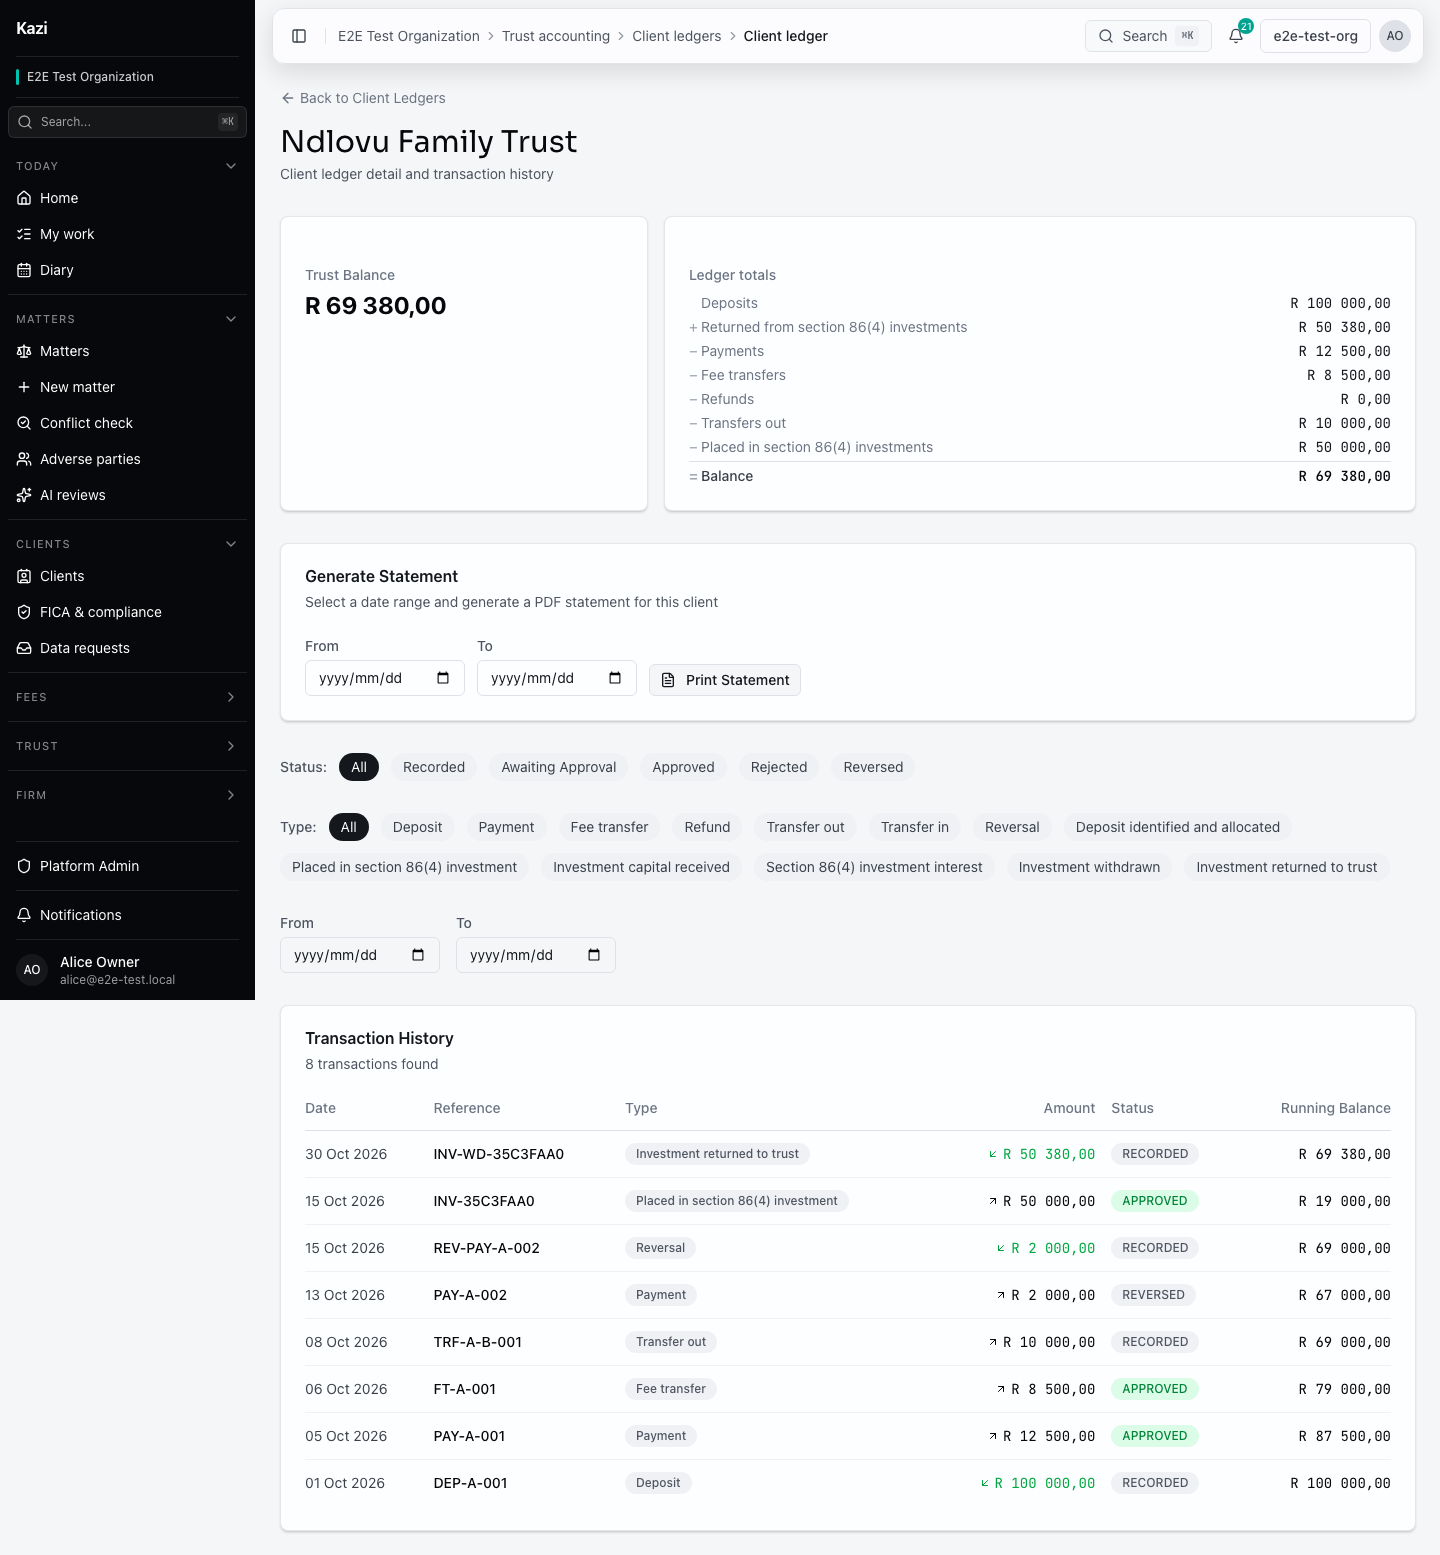 Kazi
E2E Test Organization
Search... ⌘K
TODAY
Home
My work
Diary
MATTERS
Matters
New matter
Conflict check
Adverse parties
AI reviews
CLIENTS
Clients
FICA & compliance
Data requests
FEES
TRUST
FIRM
Platform Admin
Notifications
AO
Alice Owner
alice@e2e-test.local
E2E Test Organization > Trust accounting > Client ledgers > Client ledger
Search ⌘K
21
e2e-test-org
AO
← Back to Client Ledgers
Ndlovu Family Trust
Client ledger detail and transaction history
Trust Balance
R 69 380,00
Ledger totals
Deposits R 100 000,00
+ Returned from section 86(4) investments R 50 380,00
− Payments R 12 500,00
− Fee transfers R 8 500,00
− Refunds R 0,00
− Transfers out R 10 000,00
− Placed in section 86(4) investments R 50 000,00
= Balance R 69 380,00
Generate Statement
Select a date range and generate a PDF statement for this client
From To
yyyy/mm/dd yyyy/mm/dd Print Statement
Status: All Recorded Awaiting Approval Approved Rejected Reversed
Type: All Deposit Payment Fee transfer Refund Transfer out Transfer in Reversal Deposit identified and allocated
Placed in section 86(4) investment Investment capital received Section 86(4) investment interest Investment withdrawn Investment returned to trust
From To
yyyy/mm/dd yyyy/mm/dd
Transaction History
8 transactions found
Date Reference Type Amount Status Running Balance
30 Oct 2026 INV-WD-35C3FAA0 Investment returned to trust ↙ R 50 380,00 RECORDED R 69 380,00
15 Oct 2026 INV-35C3FAA0 Placed in section 86(4) investment ↗ R 50 000,00 APPROVED R 19 000,00
15 Oct 2026 REV-PAY-A-002 Reversal ↙ R 2 000,00 RECORDED R 69 000,00
13 Oct 2026 PAY-A-002 Payment ↗ R 2 000,00 REVERSED R 67 000,00
08 Oct 2026 TRF-A-B-001 Transfer out ↗ R 10 000,00 RECORDED R 69 000,00
06 Oct 2026 FT-A-001 Fee transfer ↗ R 8 500,00 APPROVED R 79 000,00
05 Oct 2026 PAY-A-001 Payment ↗ R 12 500,00 APPROVED R 87 500,00
01 Oct 2026 DEP-A-001 Deposit ↙ R 100 000,00 RECORDED R 100 000,00